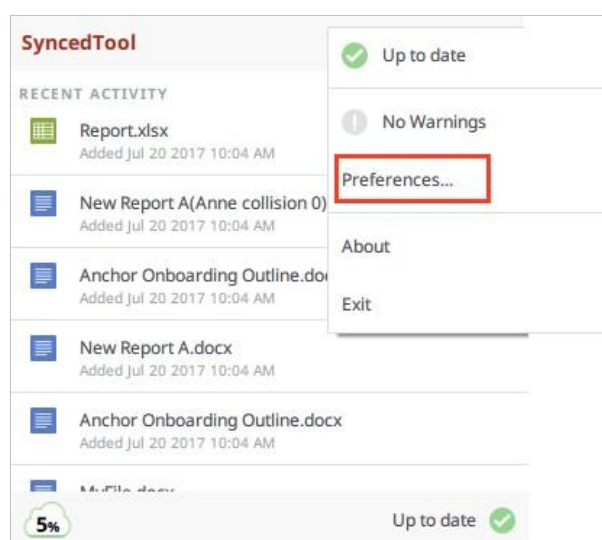 SyncedTool
RECENT ACTIVITY
Report.xlsx
Added Jul 20 2017 10:04 AM
New Report A(Anne collision 0)
Added Jul 20 2017 10:04 AM
Anchor Onboarding Outline.do
Added Jul 20 2017 10:04 AM
New Report A.docx
Added Jul 20 2017 10:04 AM
Anchor Onboarding Outline.docx
Added Jul 20 2017 10:04 AM
MyFile.docx
5%
Up to date
Up to date
No Warnings
Preferences...
About
Exit